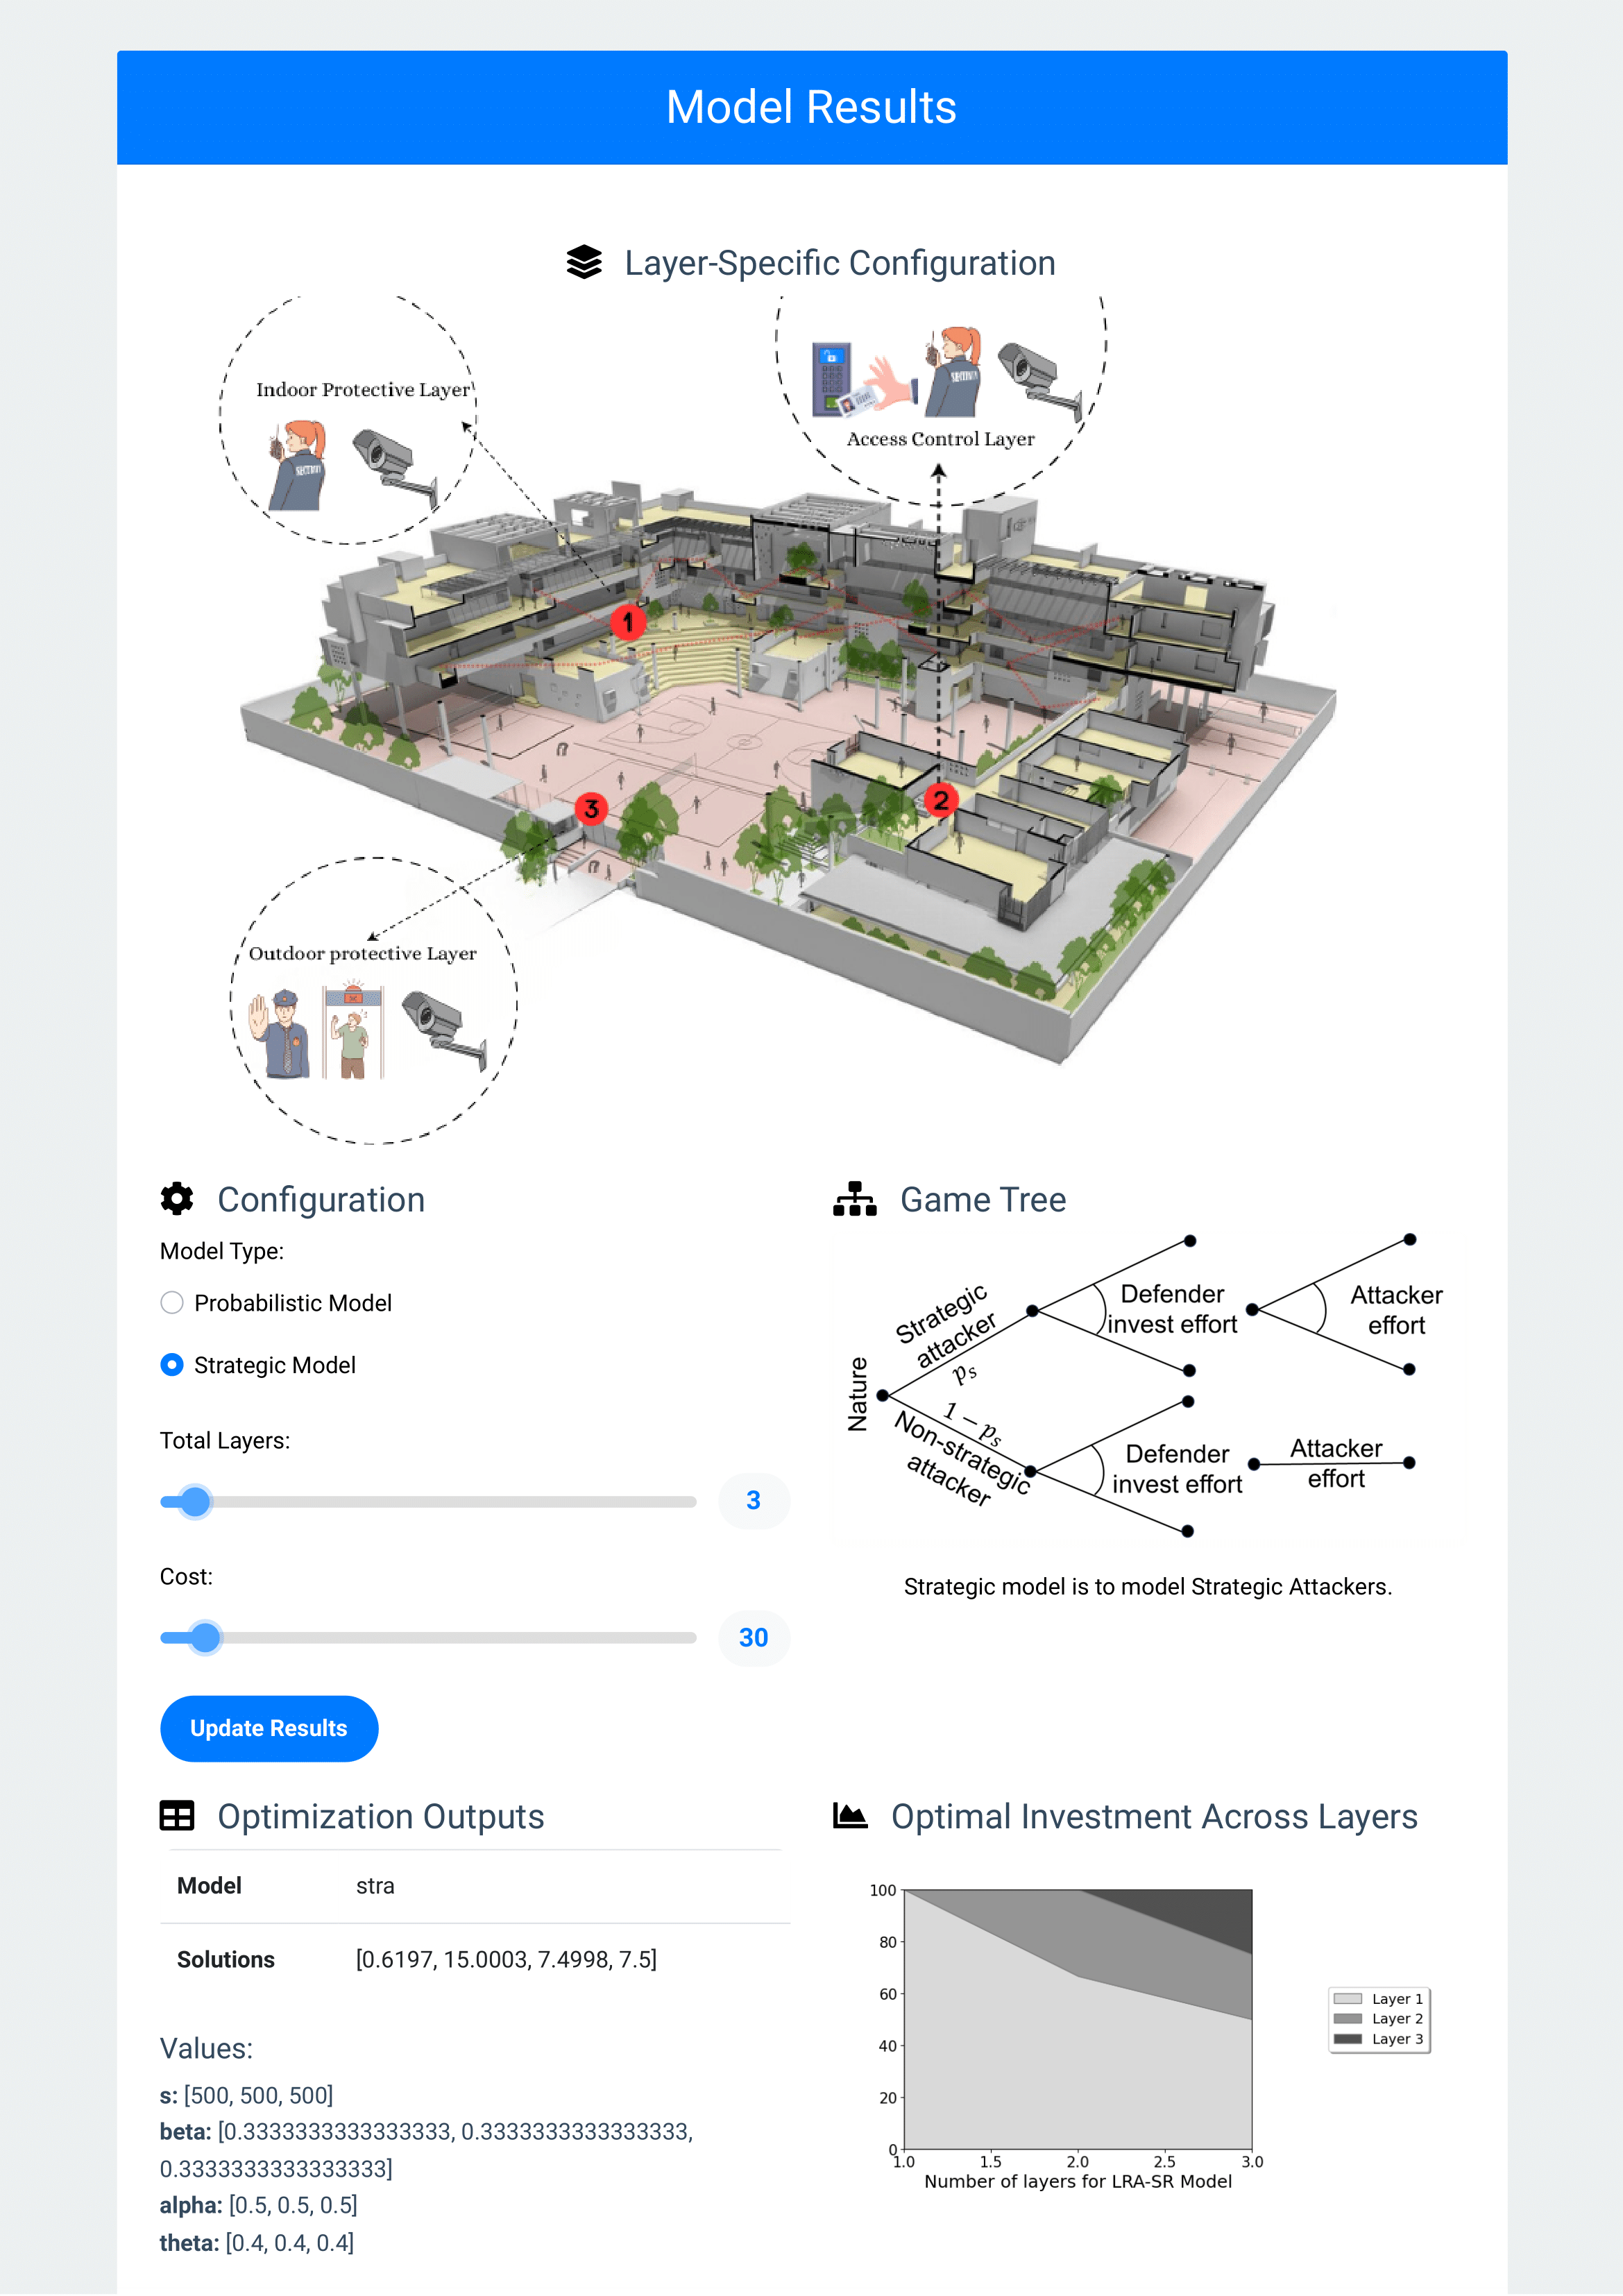 Model Results
Layer-Specific Configuration
Indoor Protective Layer
SECURITY
SECURITY
Access Control Layer
1
2
3
Outdoor protective Layer
Configuration
Model Type:
Probabilistic Model
Strategic Model
Total Layers:
3
Cost:
30
Update Results
Game Tree
Nature
Strategic
attacker
pₛ
1 − pₛ
Non-strategic
attacker
Defender
invest effort
Attacker
effort
Defender
invest effort
Attacker
effort
Strategic model is to model Strategic Attackers.
Optimization Outputs
Model stra
Solutions [0.6197, 15.0003, 7.4998, 7.5]
Values:
s: [500, 500, 500]
beta: [0.3333333333333333, 0.3333333333333333,
0.3333333333333333]
alpha: [0.5, 0.5, 0.5]
theta: [0.4, 0.4, 0.4]
Optimal Investment Across Layers
100
80
60
40
20
0
1.0 1.5 2.0 2.5 3.0
Number of layers for LRA-SR Model
Layer 1
Layer 2
Layer 3